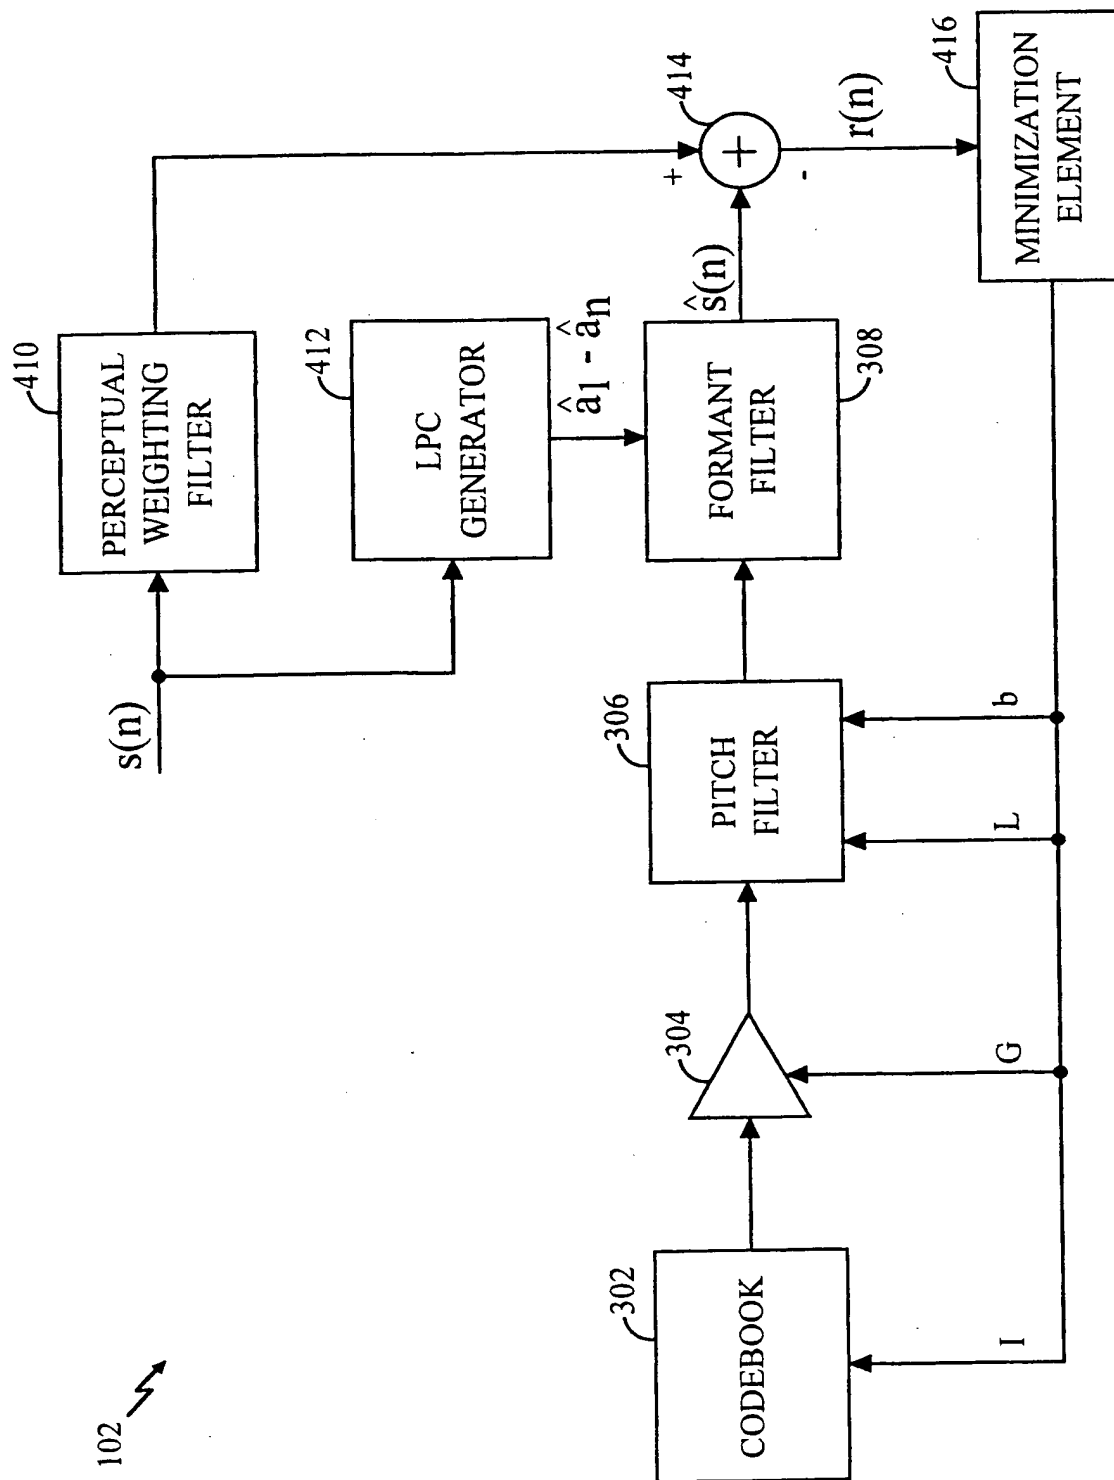 102
s(n)
410
PERCEPTUAL
WEIGHTING
FILTER
412
LPC
GENERATOR
â1 - ân
302
CODEBOOK
304
306
PITCH
FILTER
FORMANT
FILTER
308
ŝ(n)
414
+
+
-
r(n)
I
G
L
b
416
MINIMIZATION
ELEMENT